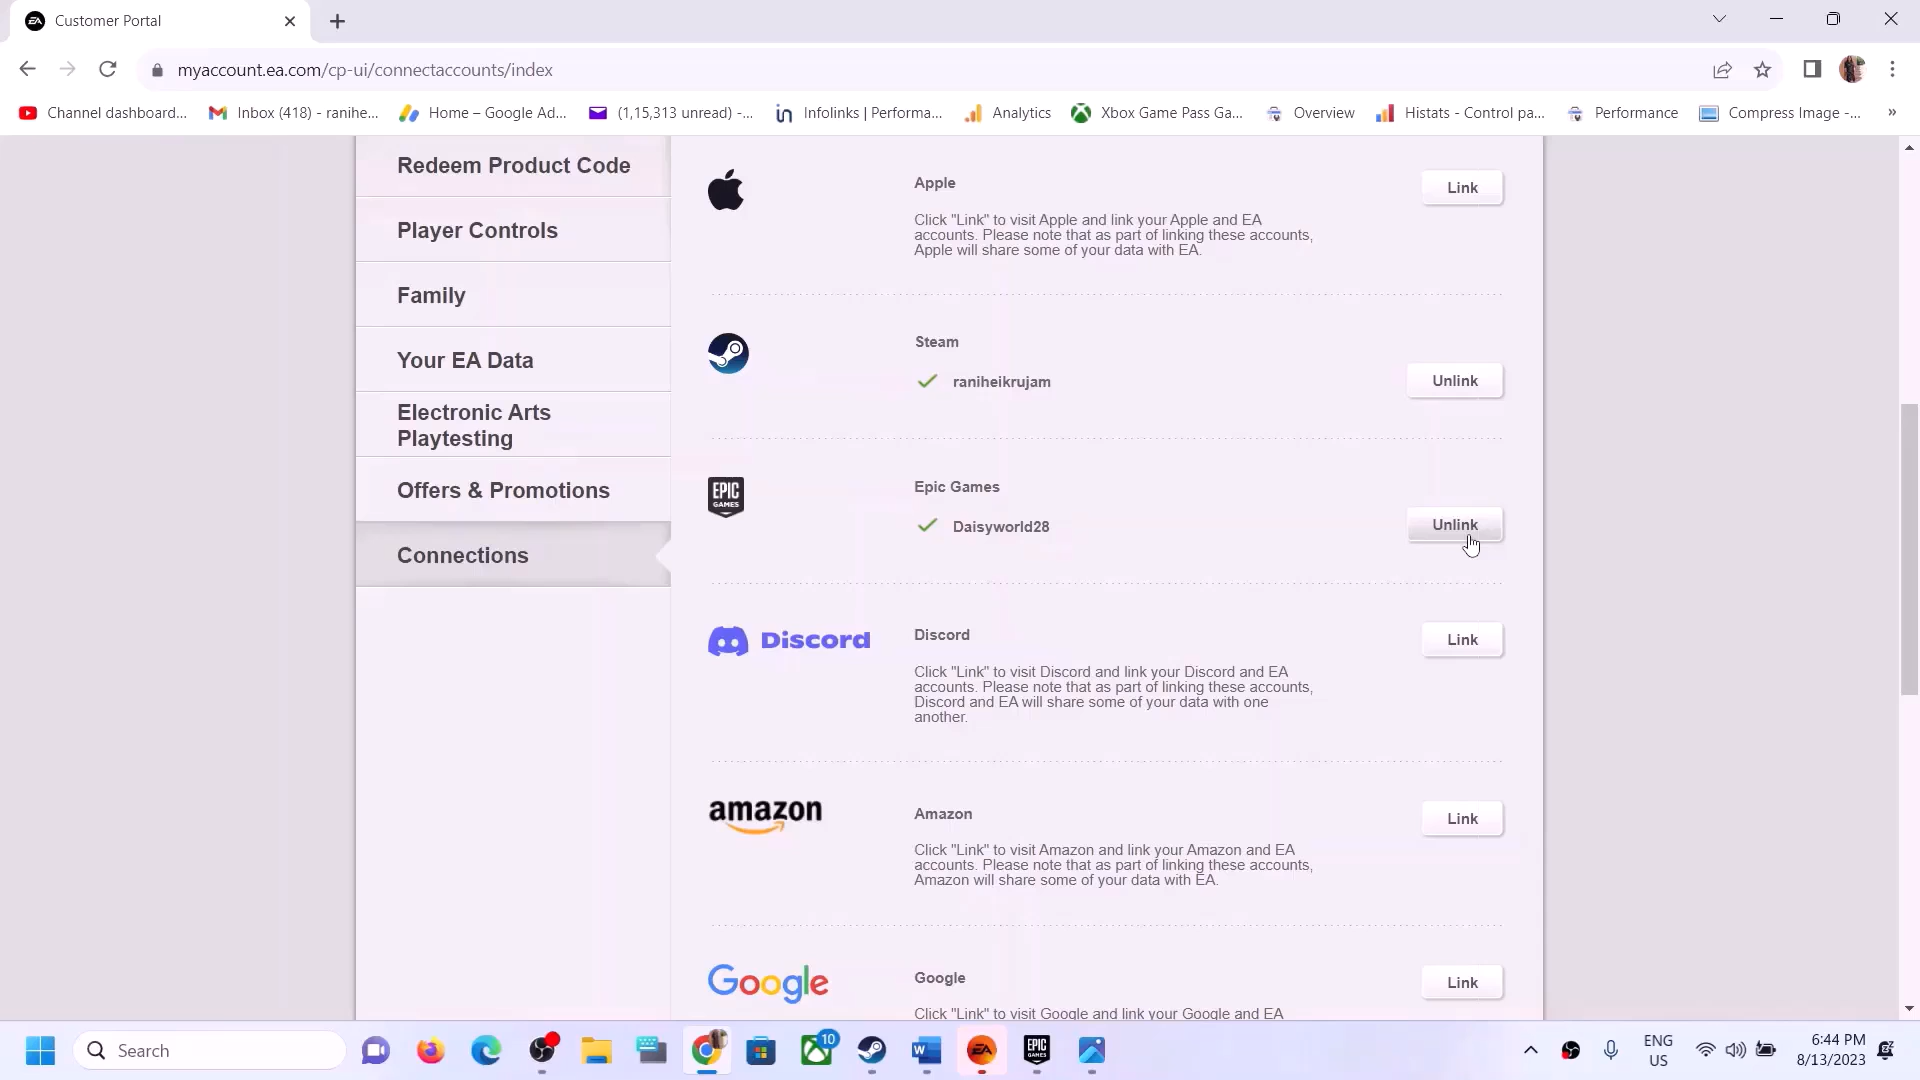 Customer Portal
myaccount.ea.com/cp-ui/connectaccounts/index
Channel dashboard...
Inbox (418) - ranihe...
Home – Google Ad...
(1,15,313 unread) -...
Infolinks | Performa...
Analytics
Xbox Game Pass Ga...
Overview
Histats - Control pa...
Performance
Compress Image -...
»
Redeem Product Code
Player Controls
Family
Your EA Data
Electronic Arts
Playtesting
Offers & Promotions
Connections
Apple
Link
Click "Link" to visit Apple and link your Apple and EA
accounts. Please note that as part of linking these accounts,
Apple will share some of your data with EA.
Steam
raniheikrujam
Unlink
EPIC
GAMES
Epic Games
Daisyworld28
Unlink
Discord
Discord
Link
Click "Link" to visit Discord and link your Discord and EA
accounts. Please note that as part of linking these accounts,
Discord and EA will share some of your data with one
another.
amazon
Amazon
Link
Click "Link" to visit Amazon and link your Amazon and EA
accounts. Please note that as part of linking these accounts,
Amazon will share some of your data with EA.
Google
Google
Link
Click "Link" to visit Google and link your Google and EA
Search
10
EA
EPIC
GAMES
ENG
US
6:44 PM
8/13/2023